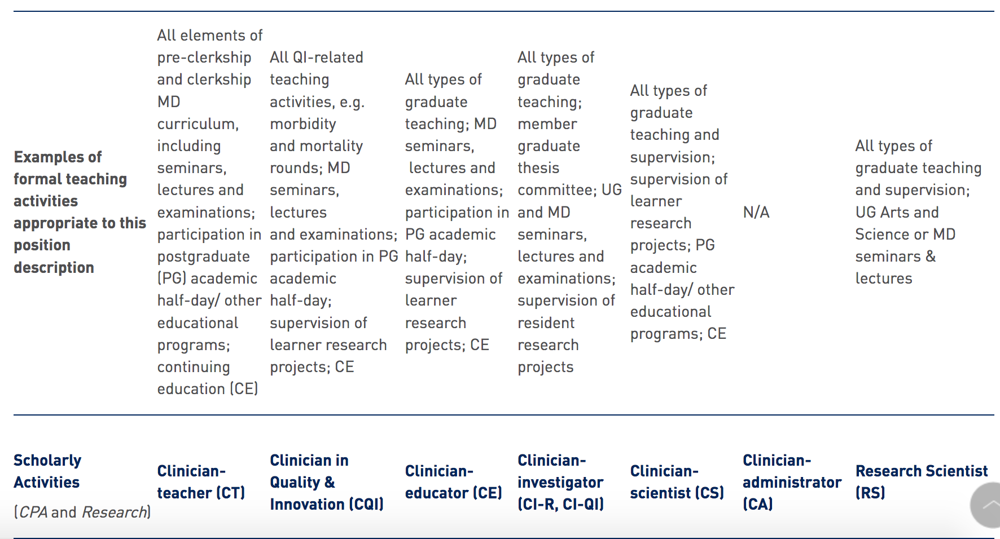 Examples of
formal teaching
activities
appropriate to this
position
description
All elements of
pre-clerkship
and clerkship
MD
curriculum,
including
seminars,
lectures and
examinations;
participation in
postgraduate
(PG) academic
half-day/ other
educational
programs;
continuing
education (CE)
All QI-related
teaching
activities, e.g.
morbidity
and mortality
rounds; MD
seminars,
lectures
and examinations;
participation in PG
academic
half-day;
supervision of
learner research
projects; CE
All types of
graduate
teaching; MD
seminars,
lectures and
examinations;
participation in
PG academic
half-day;
supervision of
learner
research
projects; CE
All types of
graduate
teaching;
member
graduate
thesis
committee; UG
and MD
seminars,
lectures and
examinations;
supervision of
resident
research
projects
All types of
graduate
teaching and
supervision;
supervision of
learner
research
projects; PG
academic
half-day/ other
educational
programs; CE
N/A
All types of
graduate teaching
and supervision;
UG Arts and
Science or MD
seminars &
lectures
Scholarly
Activities
(CPA and Research)
Clinician-
teacher (CT)
Clinician in
Quality &
Innovation (CQI)
Clinician-
educator (CE)
Clinician-
investigator
(CI-R, CI-QI)
Clinician-
scientist (CS)
Clinician-
administrator
(CA)
Research Scientist
(RS)